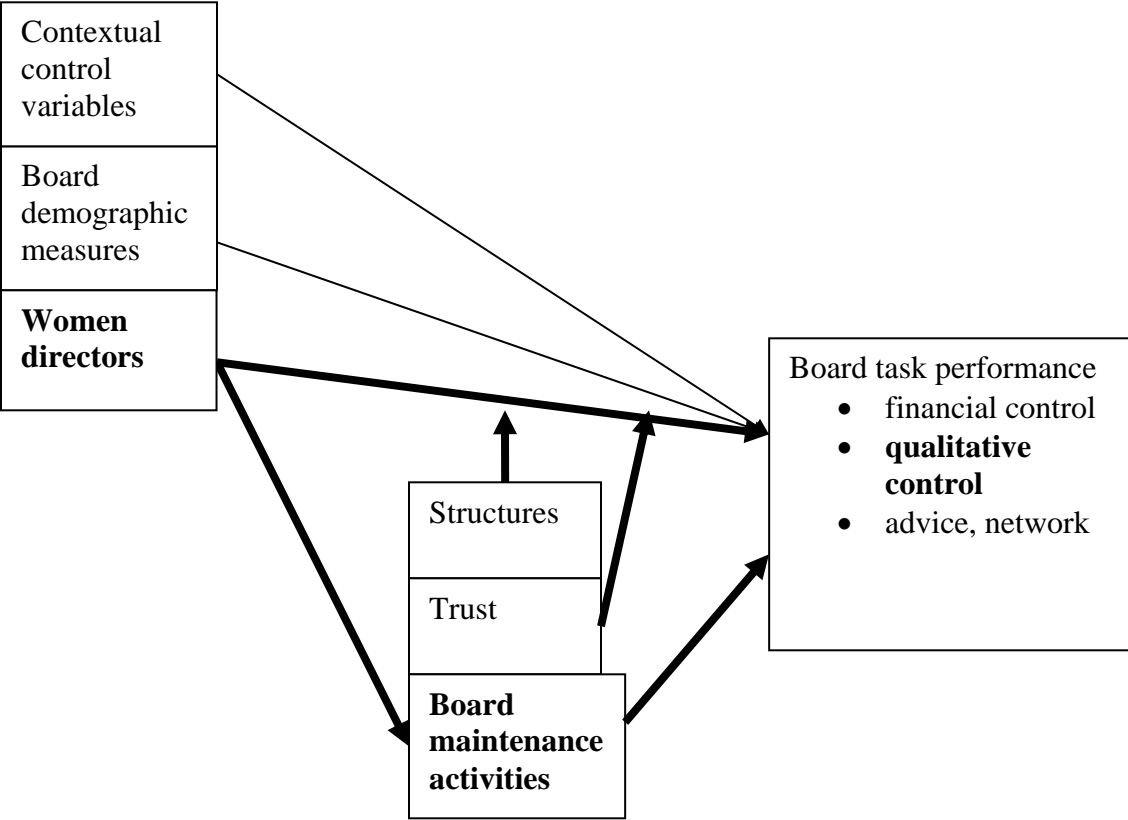 Contextual
control
variables
Board
demographic
measures
Women
directors
Board task performance
• financial control
• qualitative
control
• advice, network
Structures
Trust
Board
maintenance
activities